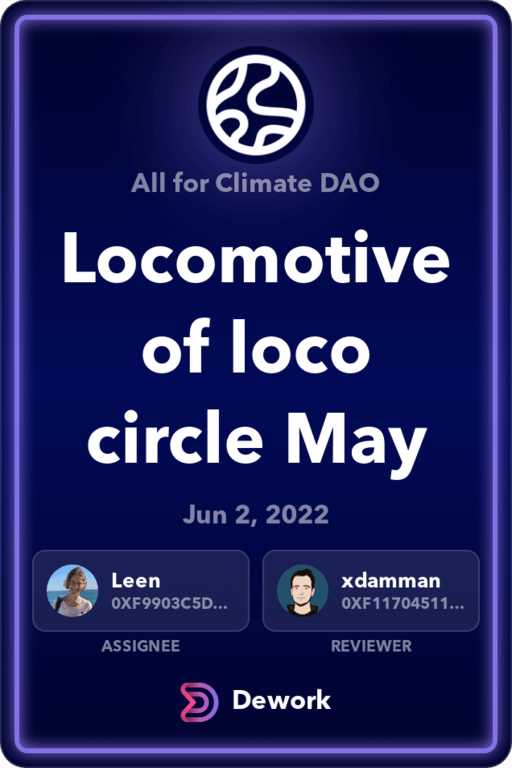 All for Climate DAO
Locomotive
of loco
circle May
Jun 2, 2022
Leen
0XF9903C5D...
ASSIGNEE
xdamman
0XF11704511...
REVIEWER
Dework